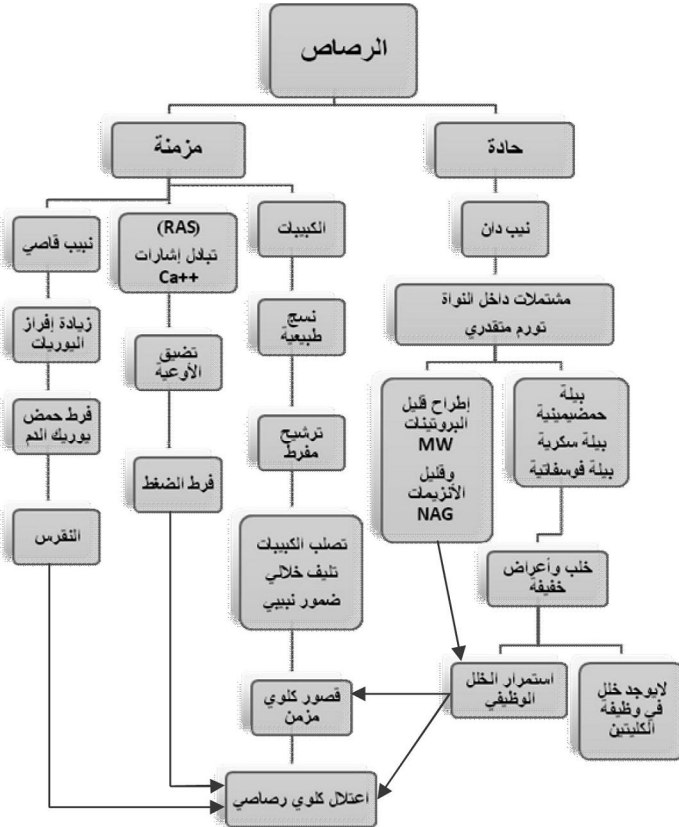 الرصاص
حادة
مزمنة
نيب دان
الكبيبات
(RAS)
تبادل إشارات
Ca++
نبيب قاصي
مشتملات داخل النواة
تورم متقدري
نسج
طبيعية
تضيق
الأوعية
زيادة إفراز
اليوريات
بيلة
حمضيمينية
بيلة سكرية
بيلة فوسفاتية
إطراح قليل
البروتينات
MW
وقليل
الأنزيمات
NAG
ترشيح
مفرط
فرط الضغط
فرط حمض
يوريك الدم
النقرس
تصلب الكبيبات
تليف خلالي
ضمور نبيبي
خلب وأعراض
خفيفة
لايوجد خلل
في وظيفة
الكليتين
استمرار الخلل
الوظيفي
قصور كلوي
مزمن
اعتلال كلوي رصاصي